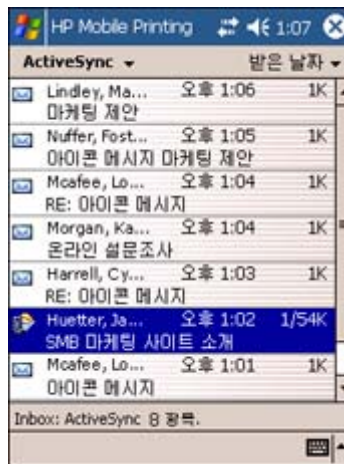 HP Mobile Printing 1:07
ActiveSync 받은 날짜
Lindley, Ma... 오후 1:06 1K
마케팅 제안
Nuffer, Fost... 오후 1:05 1K
아이콘 메시지 마케팅 제안
Mcafee, Lo... 오후 1:04 1K
RE: 아이콘 메시지
Morgan, Ka... 오후 1:04 1K
온라인 설문조사
Harrell, Cy... 오후 1:03 1K
RE: 아이콘 메시지
Huetter, Ja... 오후 1:02 1/54K
SMB 마케팅 사이트 소개
Mcafee, Lo... 오후 1:01 1K
아이콘 메시지
Inbox: ActiveSync 8 항목.